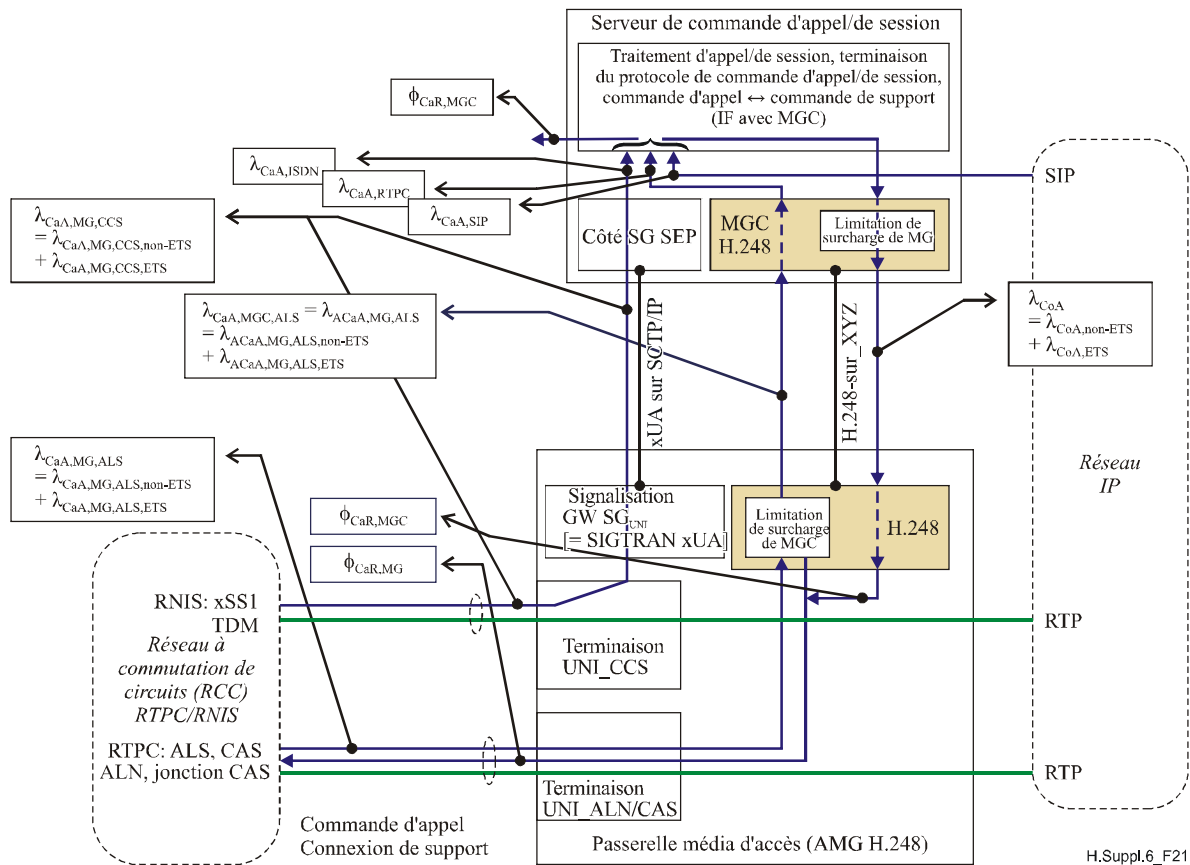 Serveur de commande d'appel/de session
Traitement d'appel/de session, terminaison
du protocole de commande d'appel/de session,
commande d'appel ↔ commande de support
(IF avec MGC)
ϕCaR,MGC
λCaA,ISDN
λCaA,RTPC
λCaA,SIP
SIP
λCaA,MG,CCS
= λCaA,MG,CCS,non-ETS
+ λCaA,MG,CCS,ETS
Côté SG SEP
MGC
H.248
Limitation de
surcharge de MG
λCaA,MGC,ALS = λACaA,MG,ALS
= λACaA,MG,ALS,non-ETS
+ λACaA,MG,ALS,ETS
λCoA
= λCoA,non-ETS
+ λCoA,ETS
xUA sur SCTP/IP
H.248-sur_XYZ
λCaA,MG,ALS
= λCaA,MG,ALS,non-ETS
+ λCaA,MG,ALS,ETS
Réseau
IP
ϕCaR,MGC
ϕCaR,MG
Signalisation
GW SGUNI
[= SIGTRAN xUA]
Limitation
de surcharge
de MGC
H.248
RNIS: xSS1
TDM
RTP
Réseau à
commutation de
circuits (RCC)
RTPC/RNIS
Terminaison
UNI_CCS
RTPC: ALS, CAS
ALN, jonction CAS
RTP
Terminaison
UNI_ALN/CAS
Commande d'appel
Connexion de support
Passerelle média d'accès (AMG H.248)
H.Suppl.6_F21